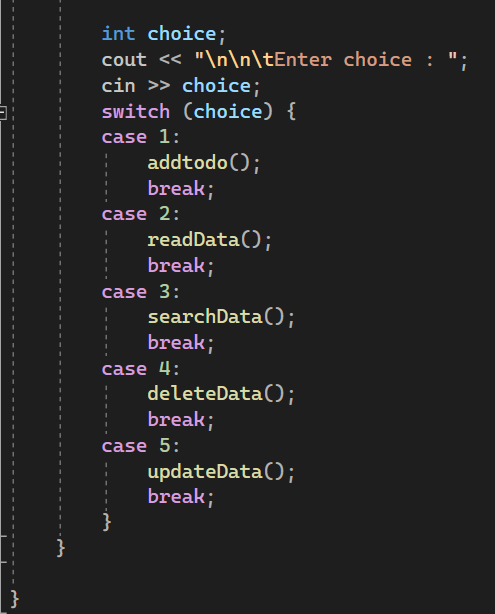 int choice;
cout << "\n\n\tEnter choice : ";
cin >> choice;
switch (choice) {
case 1:
addtodo();
break;
case 2:
readData();
break;
case 3:
searchData();
break;
case 4:
deleteData();
break;
case 5:
updateData();
break;
}
}
}